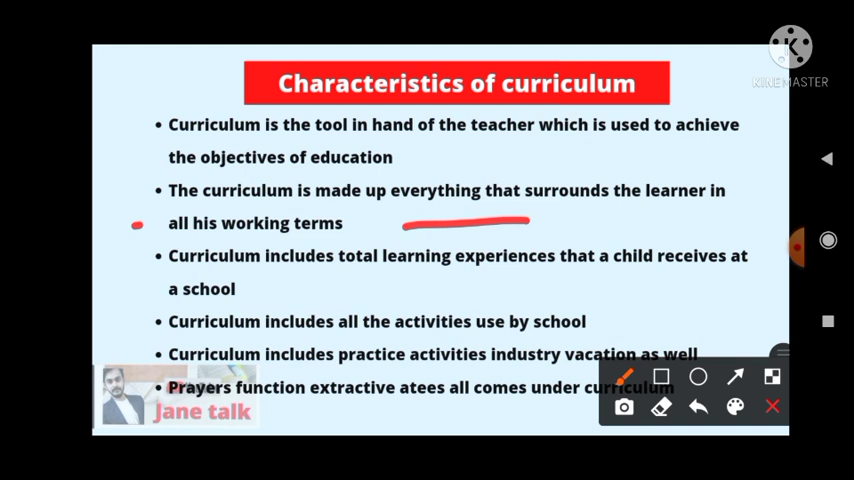 KINEMASTER
Characteristics of curriculum
• Curriculum is the tool in hand of the teacher which is used to achieve
the objectives of education
• The curriculum is made up everything that surrounds the learner in
all his working terms
• Curriculum includes total learning experiences that a child receives at
a school
• Curriculum includes all the activities use by school
• Curriculum includes practice activities industry vacation as well
• Prayers function extractive atees all comes under curriculum
Jane talk